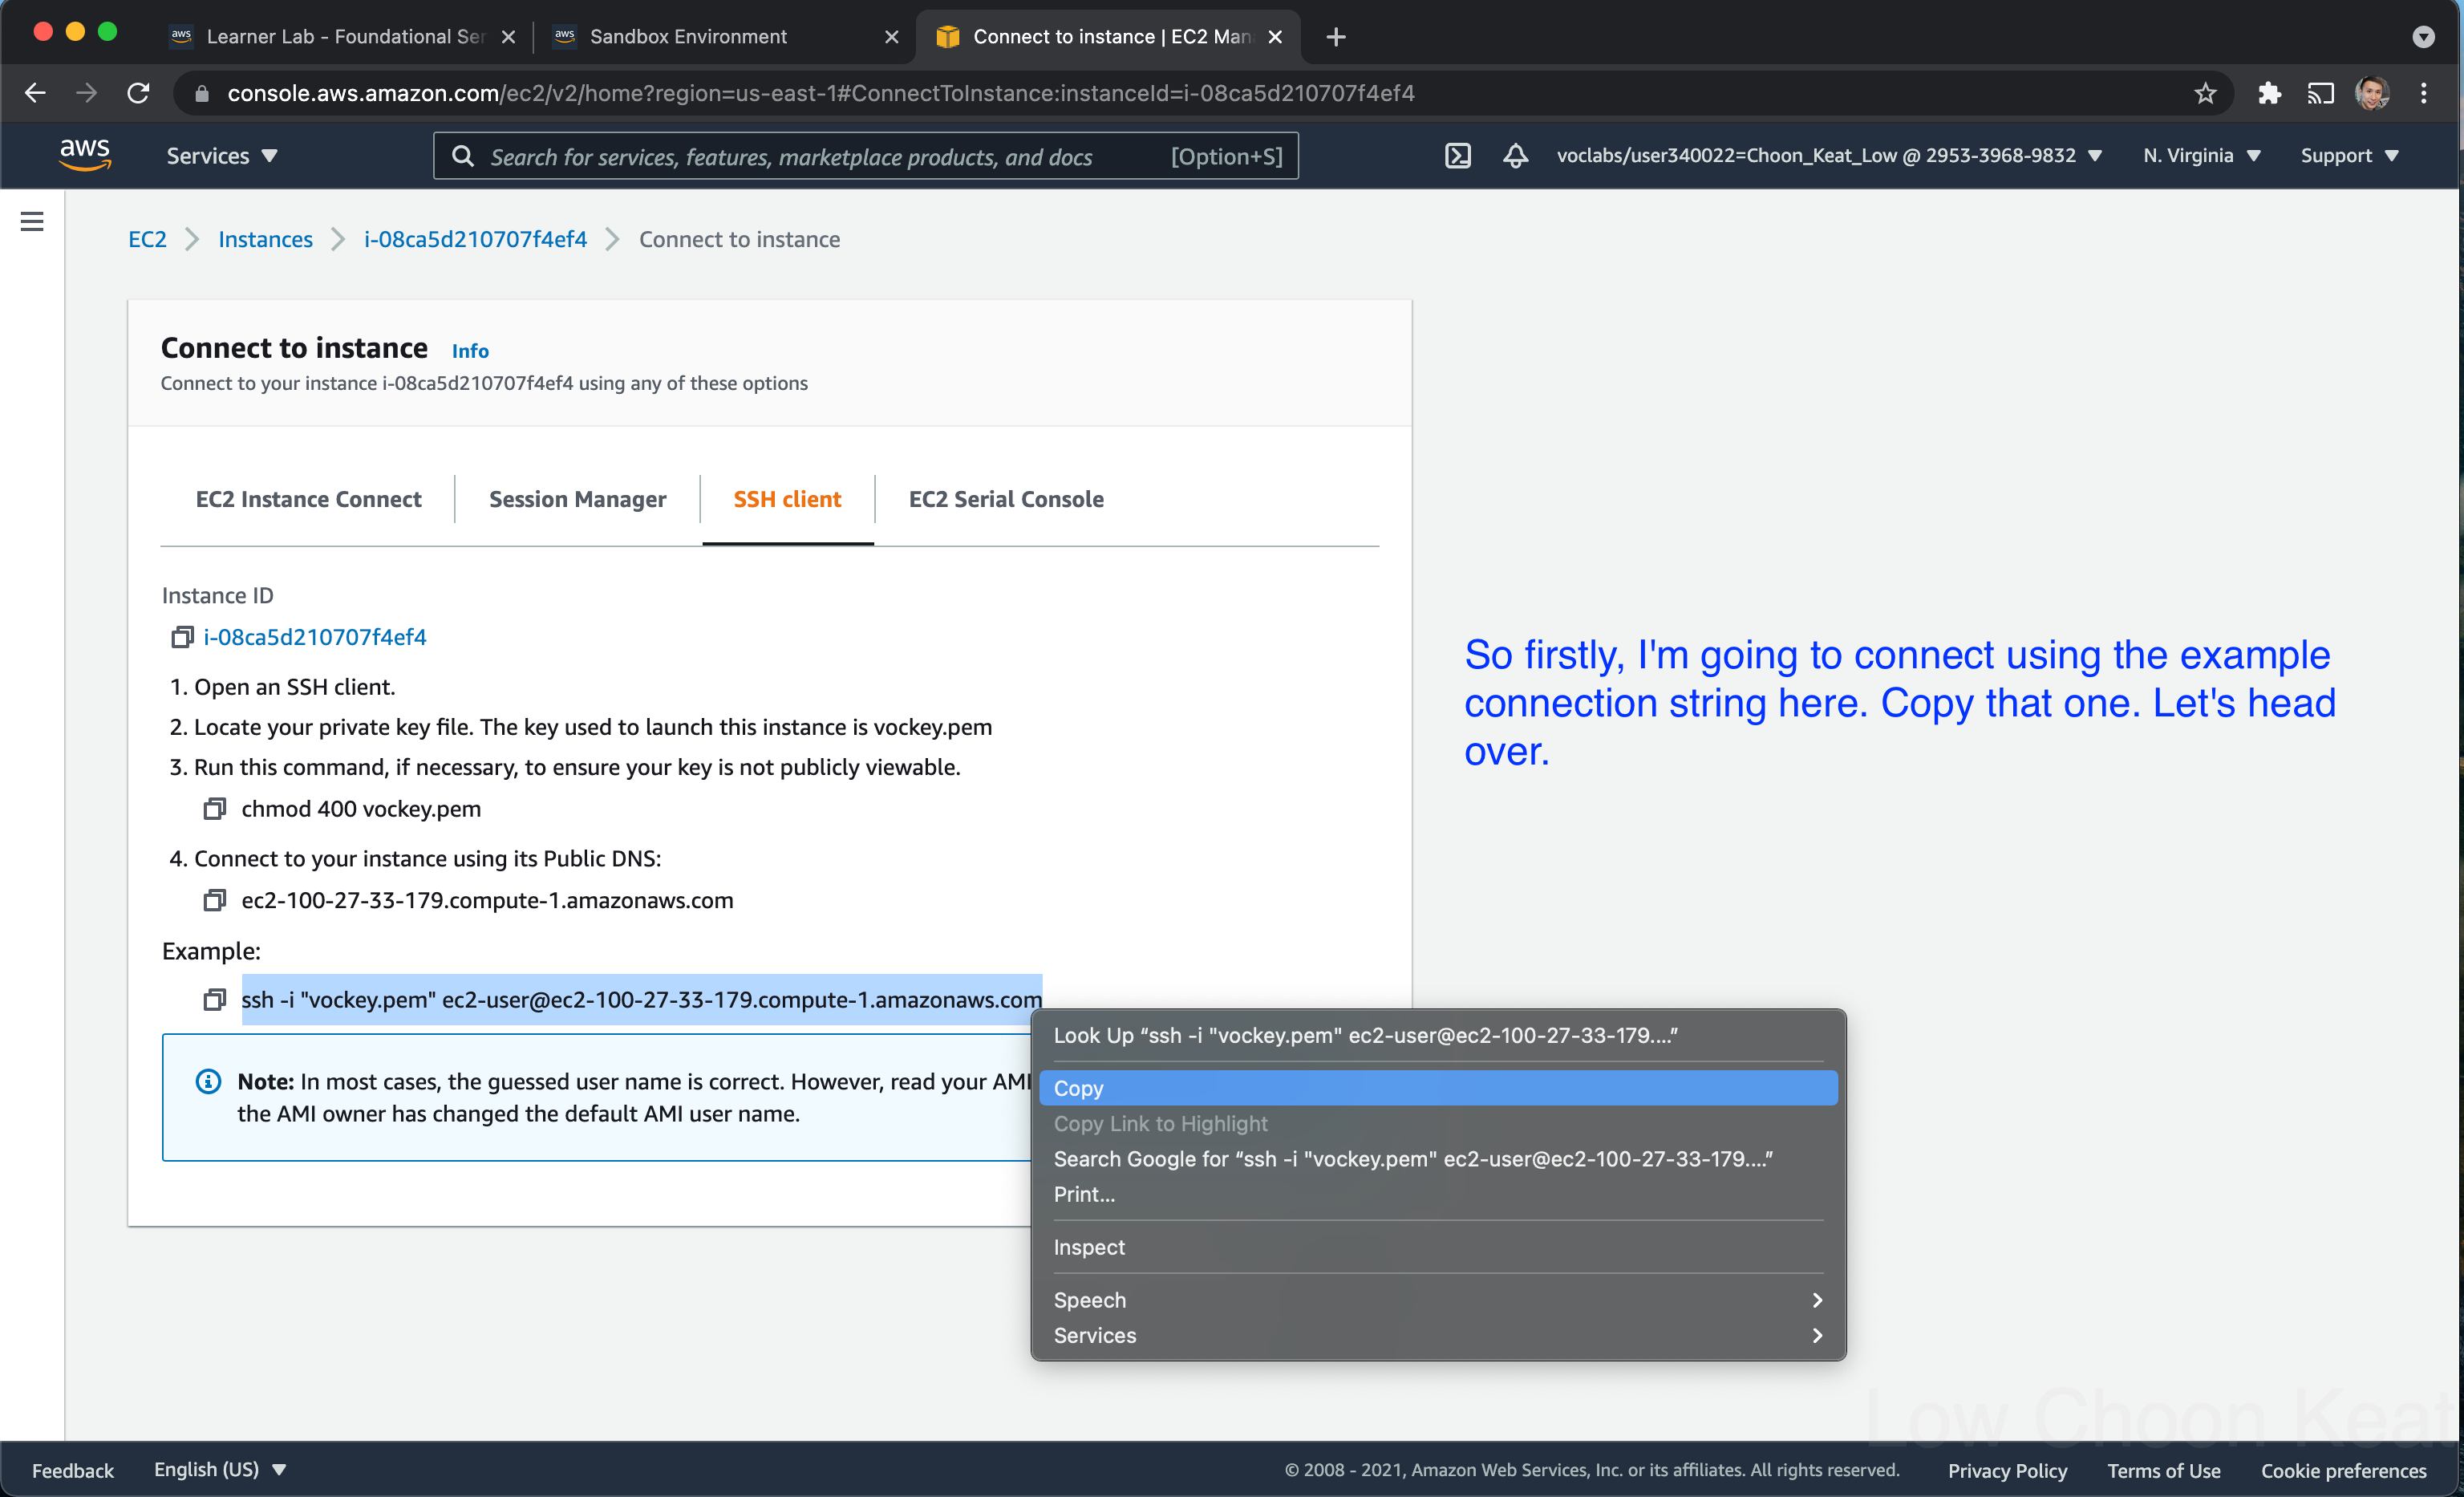 Learner Lab - Foundational Ser
Sandbox Environment
Connect to instance | EC2 Man
console.aws.amazon.com/ec2/v2/home?region=us-east-1#ConnectToInstance:instanceId=i-08ca5d210707f4ef4
aws
Services
Search for services, features, marketplace products, and docs
[Option+S]
voclabs/user340022=Choon_Keat_Low @ 2953-3968-9832
N. Virginia
Support
EC2
Instances
i-08ca5d210707f4ef4
Connect to instance
Connect to instance Info
Connect to your instance i-08ca5d210707f4ef4 using any of these options
EC2 Instance Connect
Session Manager
SSH client
EC2 Serial Console
Instance ID
i-08ca5d210707f4ef4
1. Open an SSH client.
2. Locate your private key file. The key used to launch this instance is vockey.pem
3. Run this command, if necessary, to ensure your key is not publicly viewable.
chmod 400 vockey.pem
4. Connect to your instance using its Public DNS:
ec2-100-27-33-179.compute-1.amazonaws.com
Example:
ssh -i "vockey.pem" ec2-user@ec2-100-27-33-179.compute-1.amazonaws.com
Note: In most cases, the guessed user name is correct. However, read your AMI
the AMI owner has changed the default AMI user name.
Look Up “ssh -i "vockey.pem" ec2-user@ec2-100-27-33-179....”
Copy
Copy Link to Highlight
Search Google for “ssh -i "vockey.pem" ec2-user@ec2-100-27-33-179....”
Print...
Inspect
Speech
Services
So firstly, I'm going to connect using the example
connection string here. Copy that one. Let's head
over.
Low Choon Keat
Feedback
English (US)
© 2008 - 2021, Amazon Web Services, Inc. or its affiliates. All rights reserved.
Privacy Policy
Terms of Use
Cookie preferences